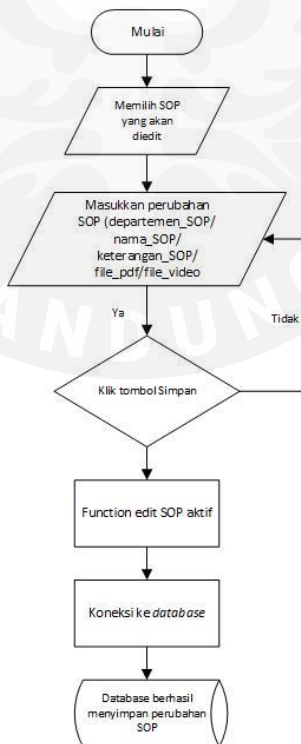 Mulai
Memilih SOP
yang akan
diedit
Masukkan perubahan
SOP (departemen_SOP/
nama_SOP/
keterangan_SOP/
file_pdf/file_video
Ya
Tidak
Klik tombol Simpan
Function edit SOP aktif
Koneksi ke database
Database berhasil
menyimpan perubahan
SOP
ANDUNG